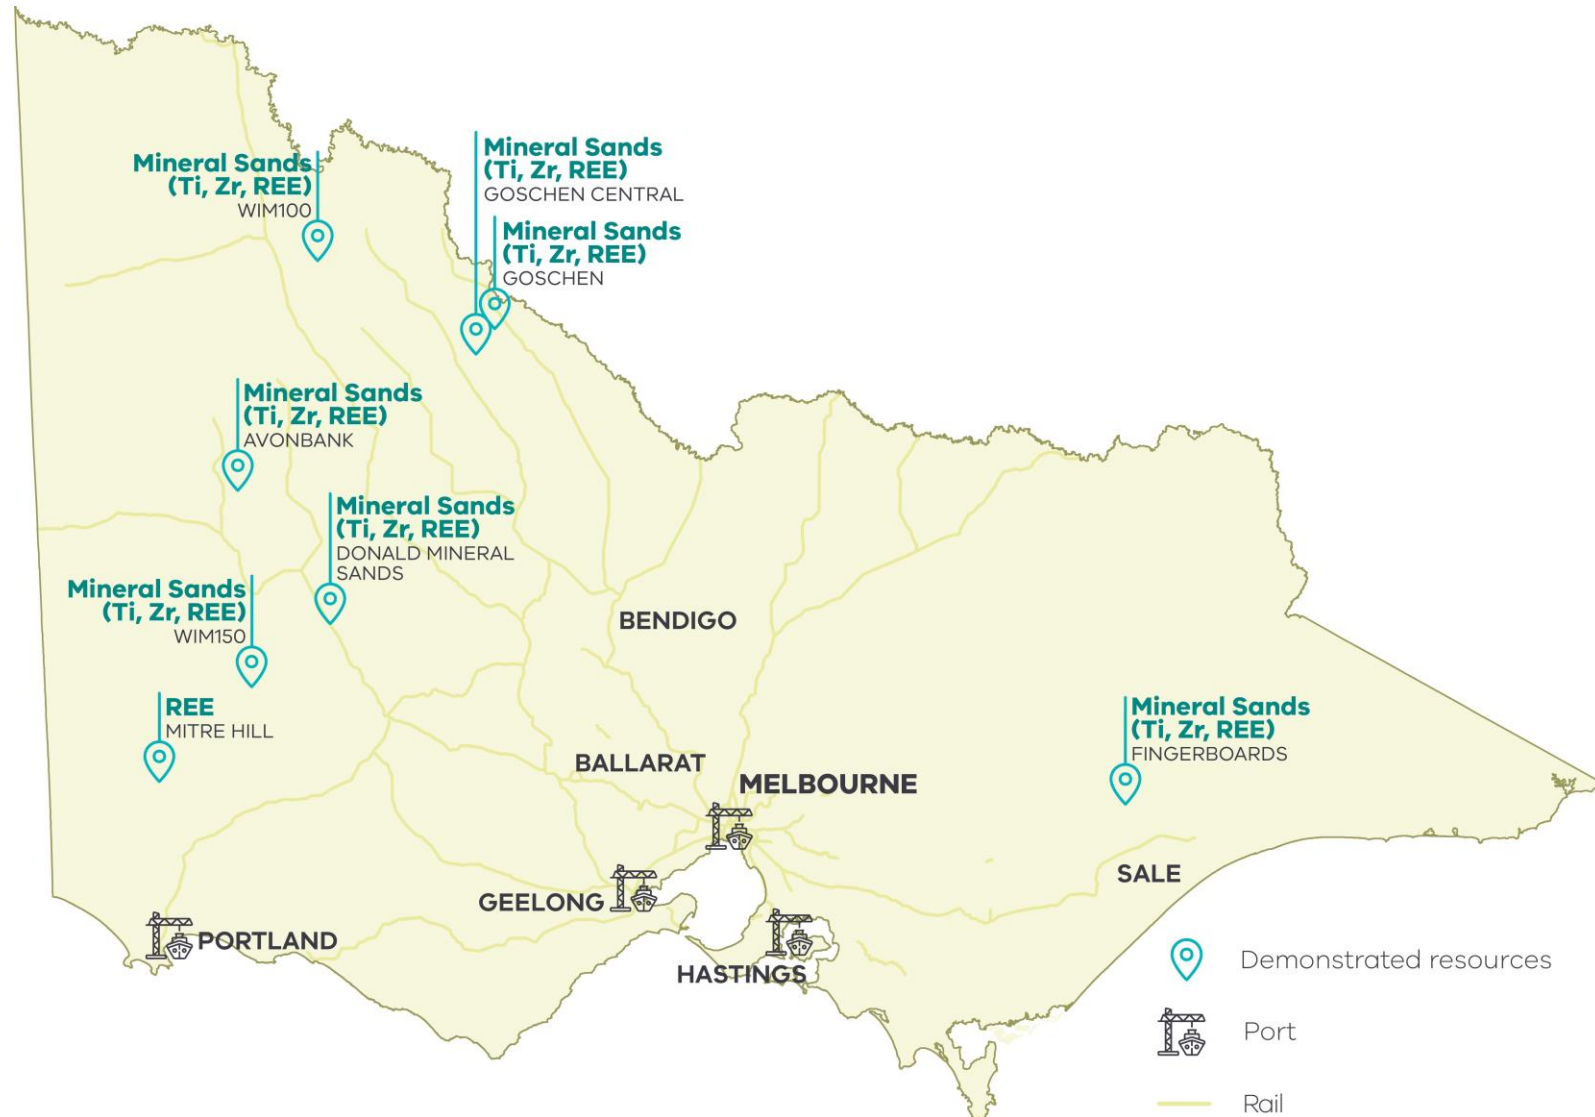 Mineral Sands
(Ti, Zr, REE)
WIM100
Mineral Sands
(Ti, Zr, REE)
GOSCHEN CENTRAL
Mineral Sands
(Ti, Zr, REE)
GOSCHEN
Mineral Sands
(Ti, Zr, REE)
AVONBANK
Mineral Sands
(Ti, Zr, REE)
DONALD MINERAL
SANDS
Mineral Sands
(Ti, Zr, REE)
WIM150
REE
MITRE HILL
BENDIGO
Mineral Sands
(Ti, Zr, REE)
FINGERBOARDS
BALLARAT
MELBOURNE
GEELONG
SALE
PORTLAND
HASTINGS
Demonstrated resources
Port
Rail